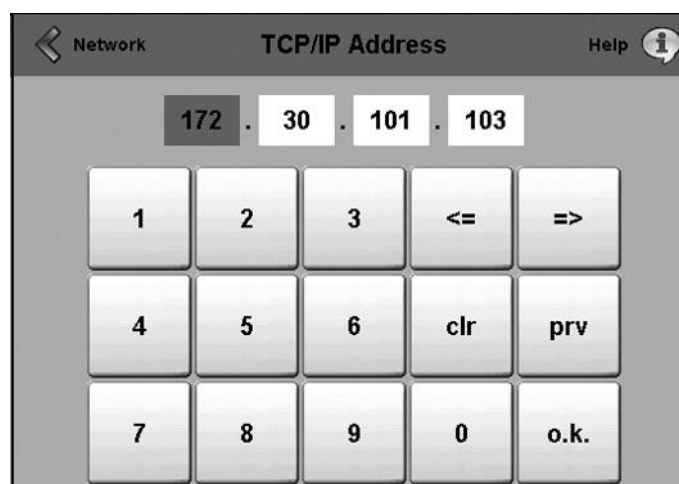 Network TCP/IP Address Help i
172 . 30 . 101 . 103
1 2 3 <= =>
4 5 6 clr prv
7 8 9 0 o.k.